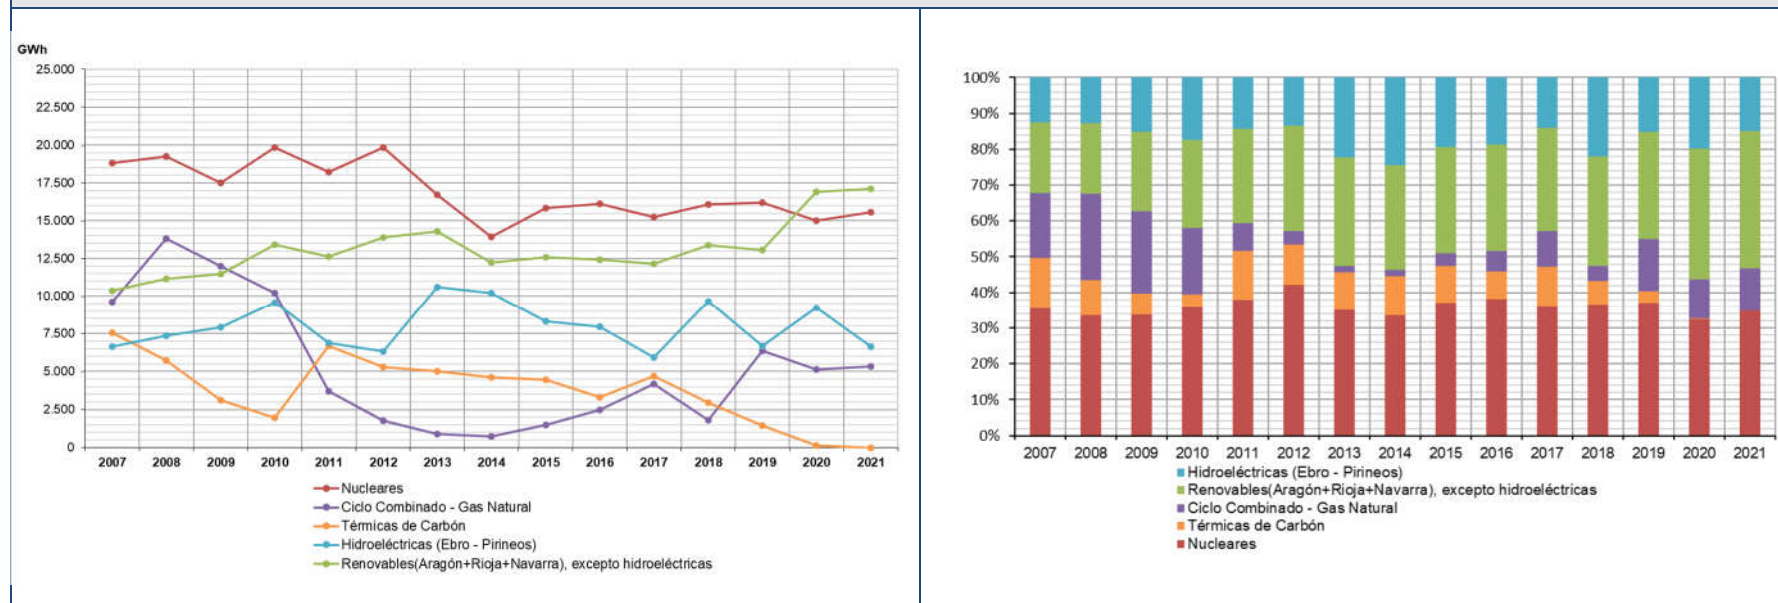 GWh
25.000
22.500
20.000
17.500
15.000
12.500
10.000
7.500
5.000
2.500
0
2007 2008 2009 2010 2011 2012 2013 2014 2015 2016 2017 2018 2019 2020 2021
Nucleares
Ciclo Combinado - Gas Natural
Térmicas de Carbón
Hidroeléctricas (Ebro - Pirineos)
Renovables(Aragón+Rioja+Navarra), excepto hidroeléctricas
100%
90%
80%
70%
60%
50%
40%
30%
20%
10%
0%
2007 2008 2009 2010 2011 2012 2013 2014 2015 2016 2017 2018 2019 2020 2021
Hidroeléctricas (Ebro - Pirineos)
Renovables(Aragón+Rioja+Navarra), excepto hidroeléctricas
Ciclo Combinado - Gas Natural
Térmicas de Carbón
Nucleares